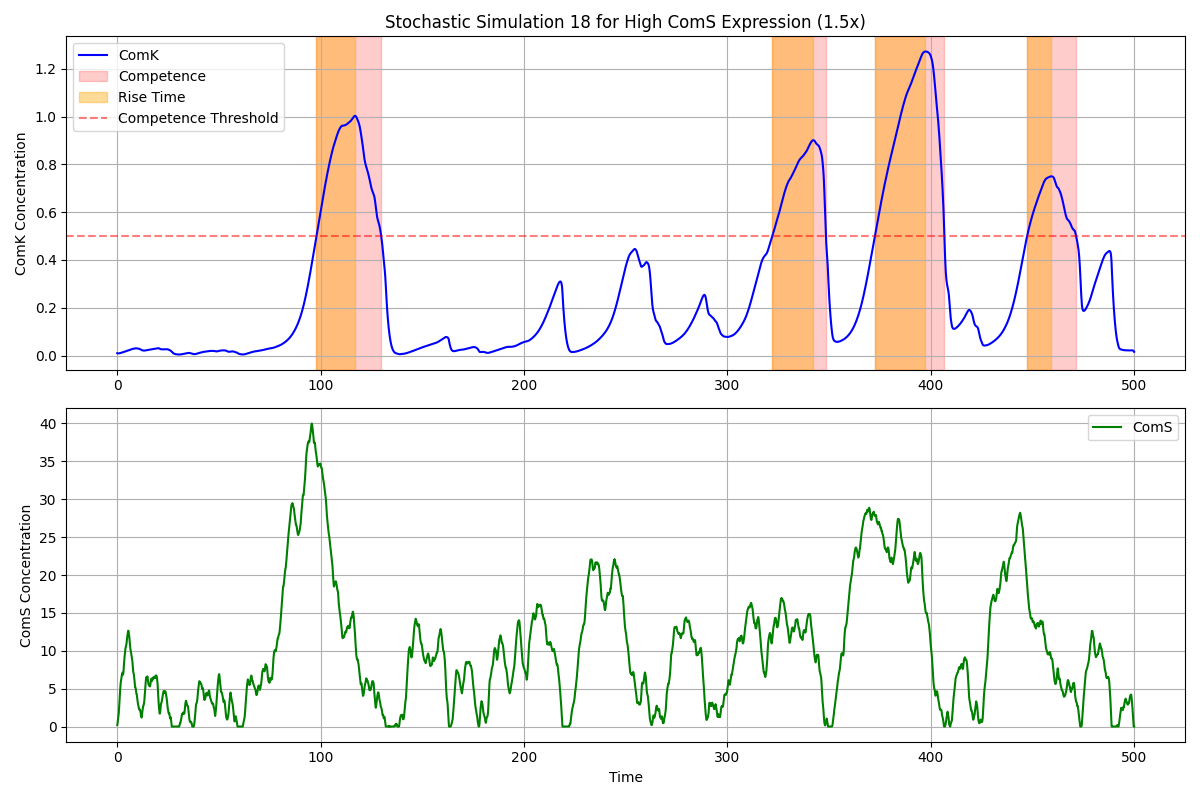 Stochastic Simulation 18 for High ComS Expression (1.5x)
ComK
Competence
Rise Time
Competence Threshold
ComK Concentration
1.2
1.0
0.8
0.6
0.4
0.2
0.0
0 100 200 300 400 500
ComS
ComS Concentration
40
35
30
25
20
15
10
5
0
0 100 200 300 400 500
Time